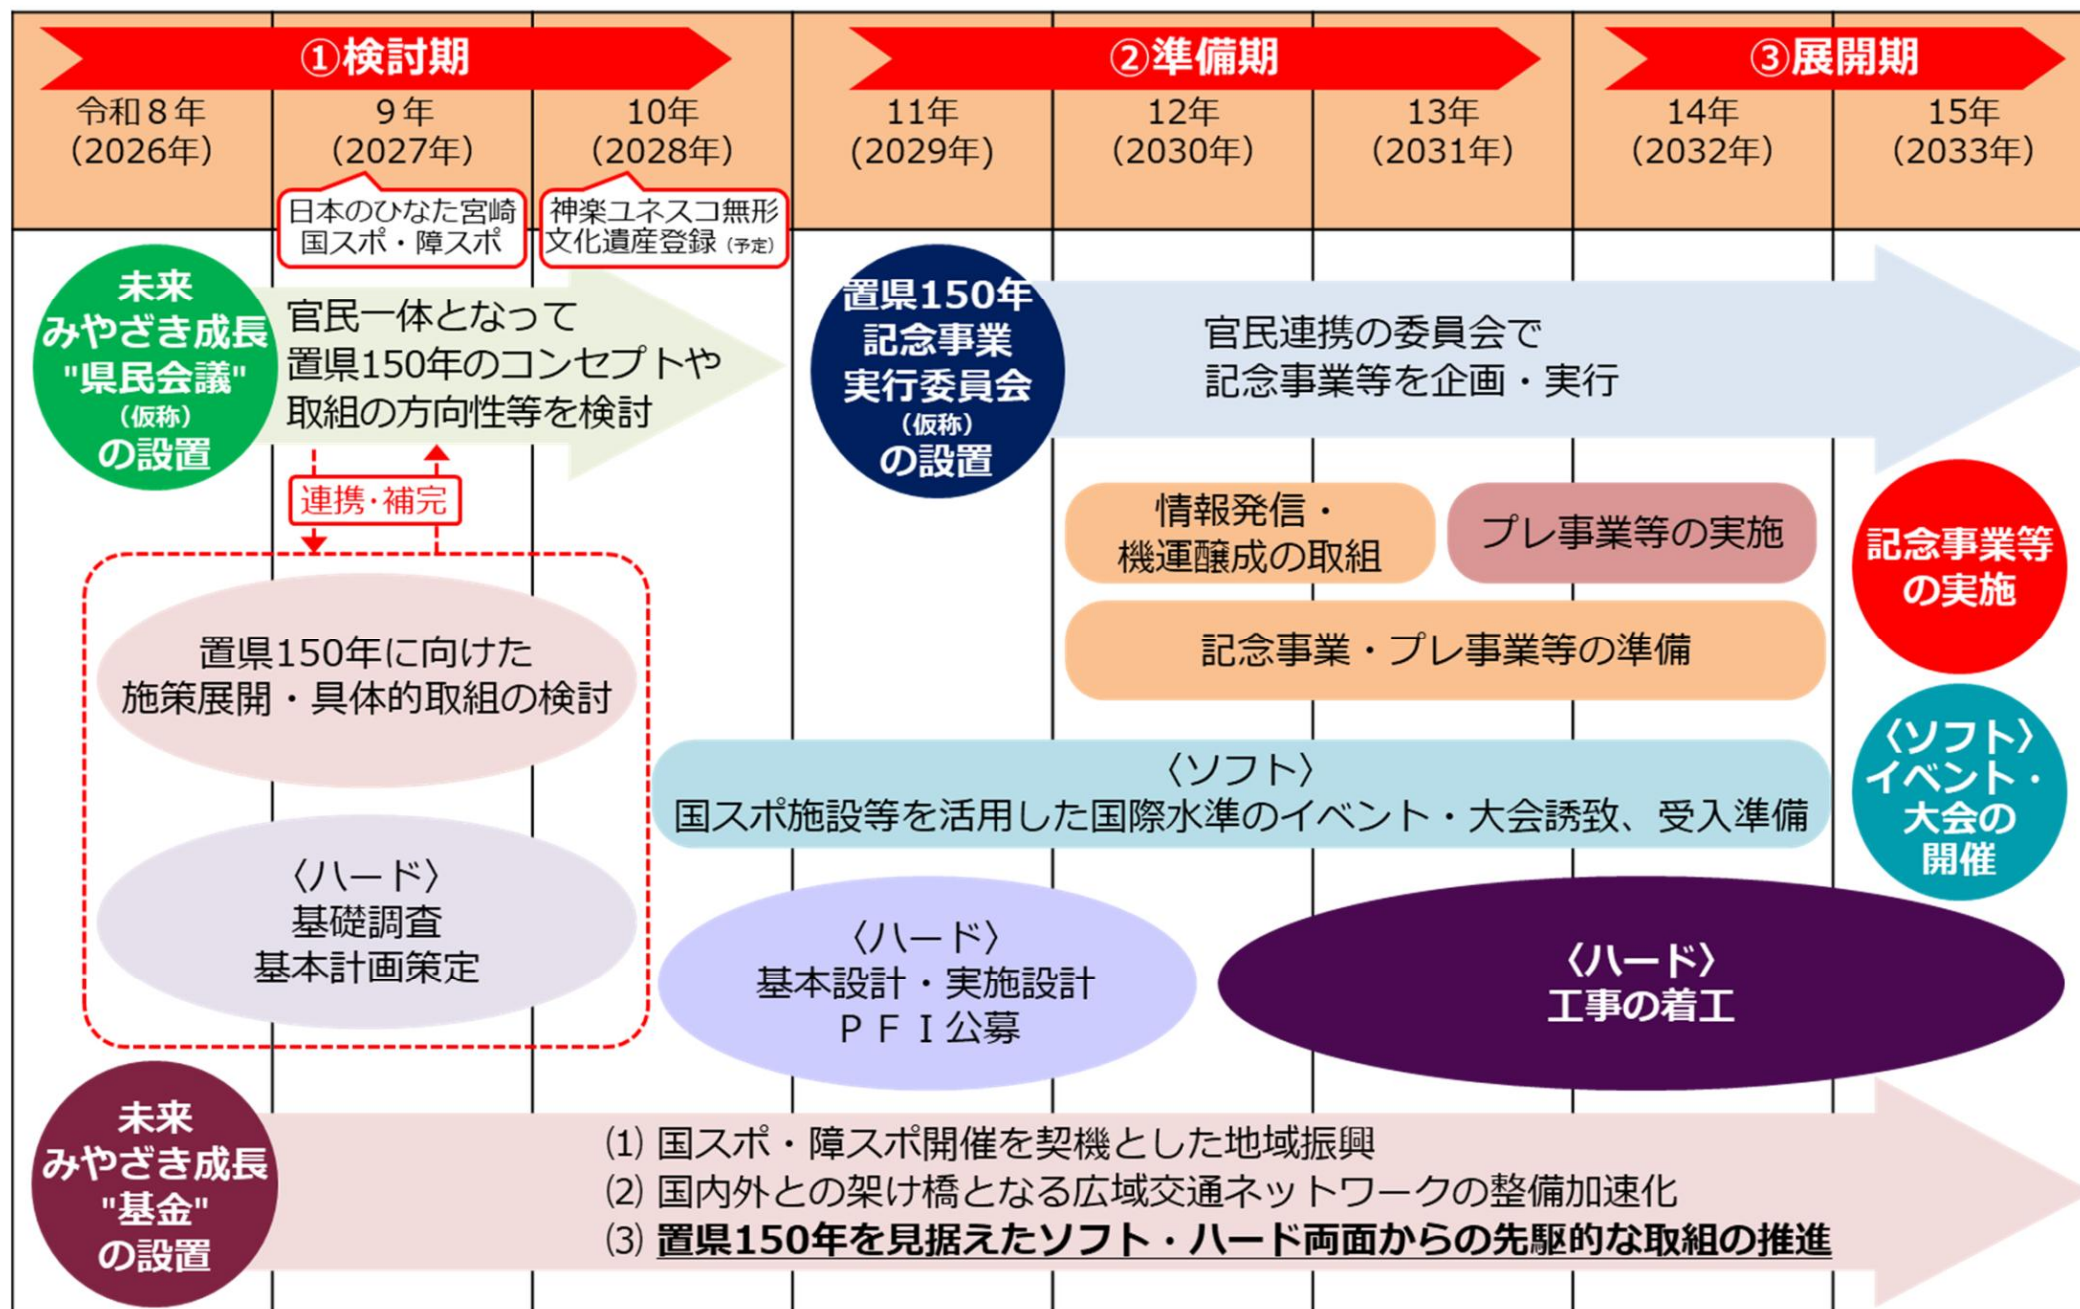 ①検討期
②準備期
③展開期
令和８年
（2026年）
９年
（2027年）
10年
（2028年）
11年
(2029年)
12年
（2030年）
13年
（2031年）
14年
（2032年）
15年
（2033年）
日本のひなた宮崎
国スポ・障スポ
神楽ユネスコ無形
文化遺産登録（予定）
未来
みやざき成長
"県民会議"
（仮称）
の設置
官民一体となって
置県150年のコンセプトや
取組の方向性等を検討
置県150年
記念事業
実行委員会
（仮称）
の設置
官民連携の委員会で
記念事業等を企画・実行
連携・補完
情報発信・
機運醸成の取組
プレ事業等の実施
記念事業等
の実施
置県150年に向けた
施策展開・具体的取組の検討
記念事業・プレ事業等の準備
〈ソフト〉
国スポ施設等を活用した国際水準のイベント・大会誘致、受入準備
〈ソフト〉
イベント・
大会の
開催
〈ハード〉
基礎調査
基本計画策定
〈ハード〉
基本設計・実施設計
ＰＦＩ公募
〈ハード〉
工事の着工
未来
みやざき成長
"基金"
の設置
⑴ 国スポ・障スポ開催を契機とした地域振興
⑵ 国内外との架け橋となる広域交通ネットワークの整備加速化
⑶ 置県150年を見据えたソフト・ハード両面からの先駆的な取組の推進